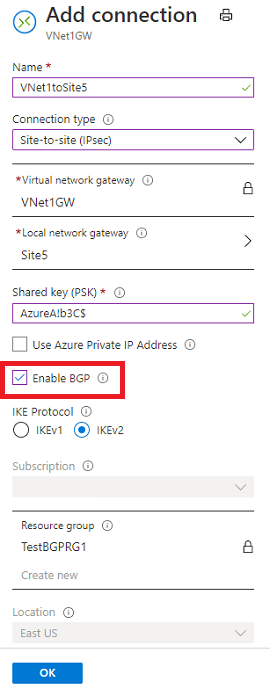 Add connection
VNet1GW
Name *
VNet1toSite5
Connection type
Site-to-site (IPsec)
*Virtual network gateway
VNet1GW
*Local network gateway
Site5
Shared key (PSK) *
AzureA!b3C$
Use Azure Private IP Address
Enable BGP
IKE Protocol
IKEv1 IKEv2
Subscription
Resource group
TestBGPRG1
Create new
Location
East US
OK